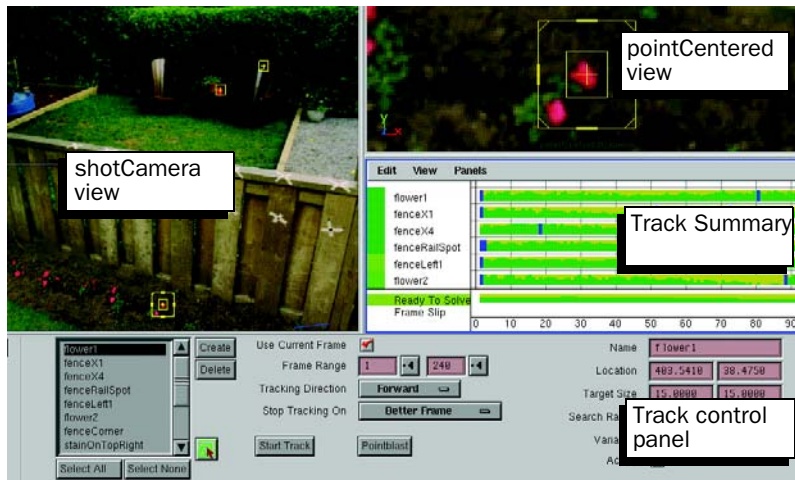 shotCamera
view
pointCentered
view
Y
X
Edit View Panels
flower1
fenceX1
fenceX4
fenceRailSpot
fenceLeft1
flower2
Ready To Solve
Frame Slip
0 10 20 30 40 50 60 70 80 90
Track Summary
flower1
fenceX1
fenceX4
fenceRailSpot
fenceLeft1
flower2
fenceCorner
stainOnTopRight
Select All Select None
Create
Delete
Use Current Frame
Frame Range 1 240
Tracking Direction Forward
Stop Tracking On Better Frame
Start Track Pointblast
Name flower1
Location 403.5410 38.4750
Target Size 15.0000 15.0000
Search
Track control
panel